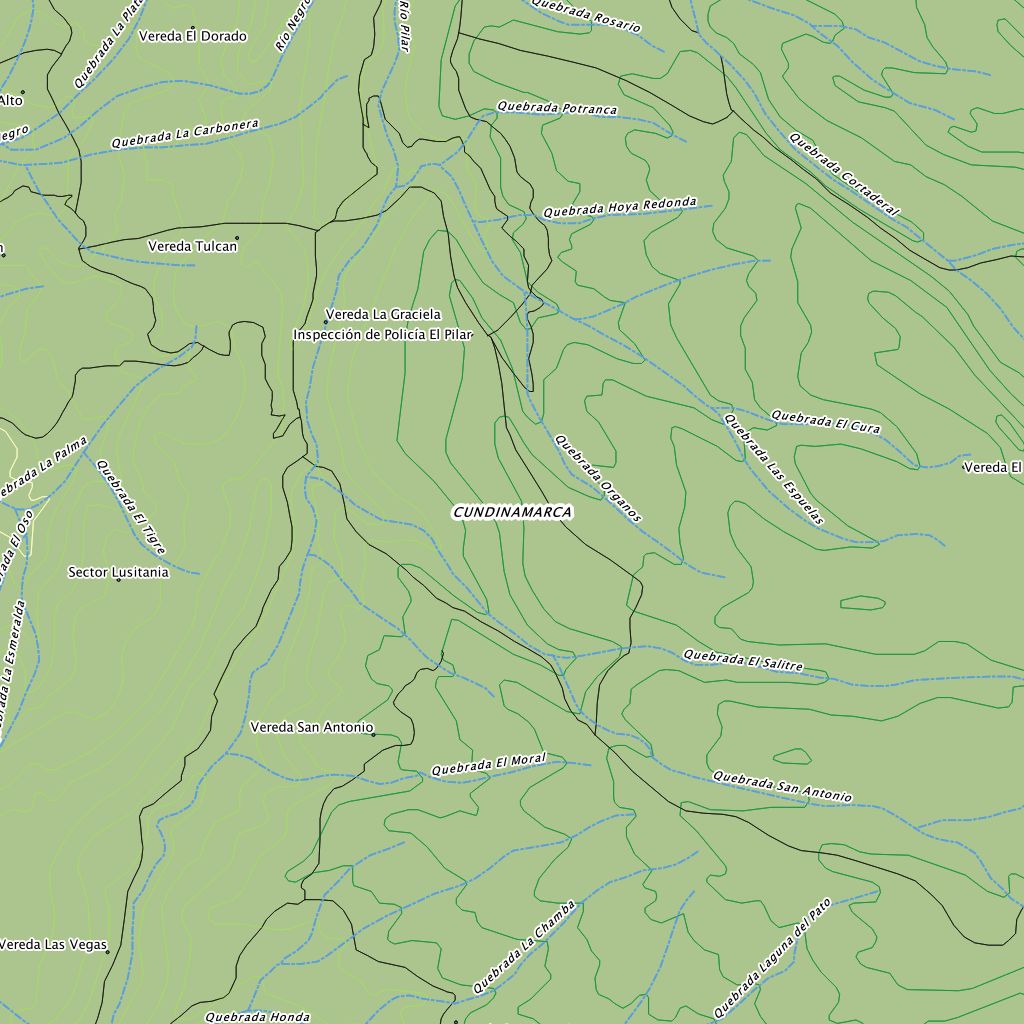 Quebrada La Plata
Vereda El Dorado
Río Negro
Río Pilar
Quebrada Rosario
Alto
Quebrada Potranca
Quebrada La Carbonera
Quebrada Cortaderal
Quebrada Hoya Redonda
Vereda Tulcan
Vereda La Graciela
Inspección de Policía El Pilar
Quebrada El Cura
Quebrada Las Espuelas
Quebrada Organos
Vereda El
Quebrada El Tigre
CUNDINAMARCA
Sector Lusitania
Quebrada El Salitre
Vereda San Antonio
Quebrada El Moral
Quebrada San Antonio
Vereda Las Vegas
Quebrada La Chamba
Quebrada Laguna del Pato
Quebrada Honda
egro
ebrada La Palma
rada El Oso
ebrada La Esmeralda